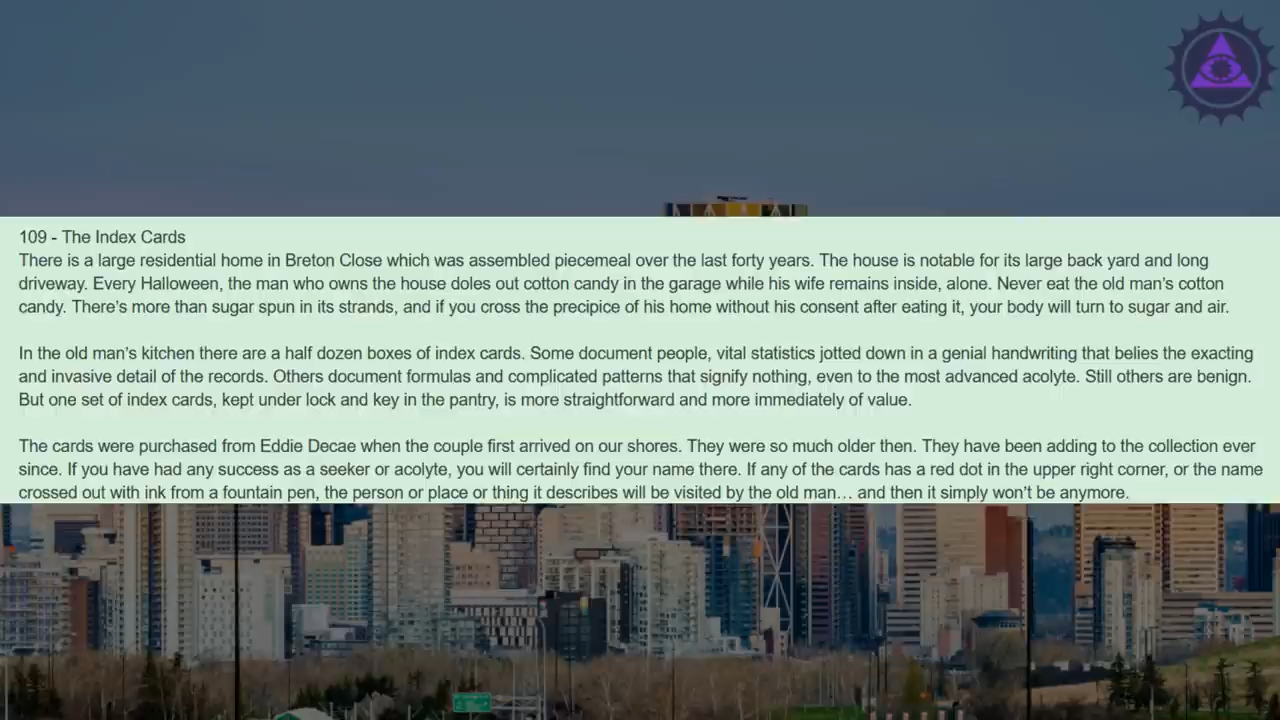 109 - The Index Cards
There is a large residential home in Breton Close which was assembled piecemeal over the last forty years. The house is notable for its large back yard and long
driveway. Every Halloween, the man who owns the house doles out cotton candy in the garage while his wife remains inside, alone. Never eat the old man's cotton
candy. There's more than sugar spun in its strands, and if you cross the precipice of his home without his consent after eating it, your body will turn to sugar and air.
In the old man's kitchen there are a half dozen boxes of index cards. Some document people, vital statistics jotted down in a genial handwriting that belies the exacting
and invasive detail of the records. Others document formulas and complicated patterns that signify nothing, even to the most advanced acolyte. Still others are benign.
But one set of index cards, kept under lock and key in the pantry, is more straightforward and more immediately of value.
The cards were purchased from Eddie Decae when the couple first arrived on our shores. They were so much older then. They have been adding to the collection ever
since. If you have had any success as a seeker or acolyte, you will certainly find your name there. If any of the cards has a red dot in the upper right corner, or the name
crossed out with ink from a fountain pen, the person or place or thing it describes will be visited by the old man… and then it simply won't be anymore.